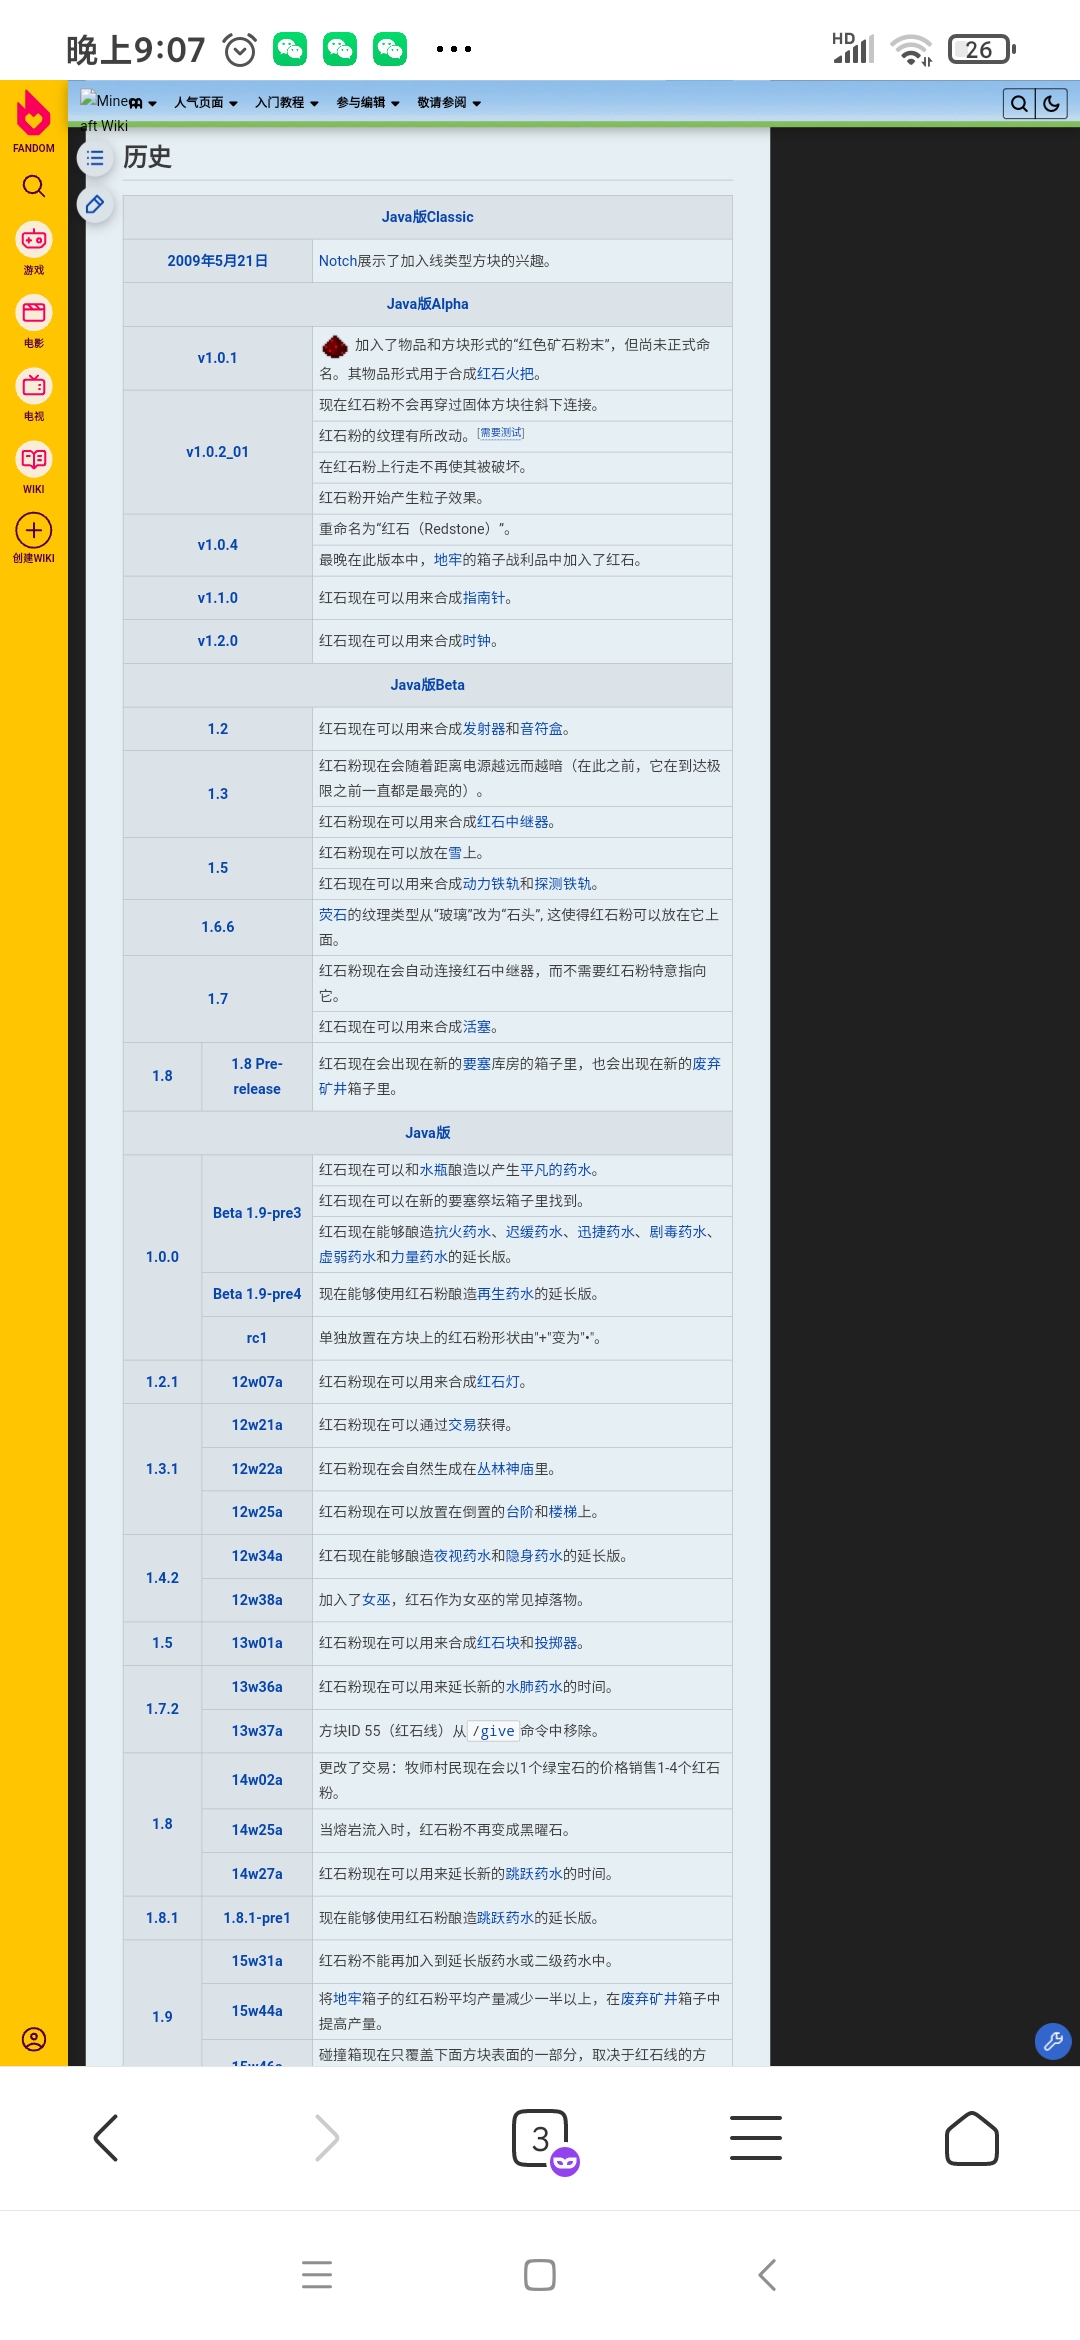 晚上9:07
HD
26
Mine
aft Wiki
人气页面
入门教程
参与编辑
敬请参阅
FANDOM
游戏
电影
电视
WIKI
创建WIKI
历史
Java版Classic
2009年5月21日
Notch展示了加入线类型方块的兴趣。
Java版Alpha
v1.0.1
加入了物品和方块形式的“红色矿石粉末”，但尚未正式命
名。其物品形式用于合成红石火把。
v1.0.2_01
现在红石粉不会再穿过固体方块往斜下连接。
红石粉的纹理有所改动。[需要测试]
在红石粉上行走不再使其被破坏。
红石粉开始产生粒子效果。
v1.0.4
重命名为“红石（Redstone）”。
最晚在此版本中，地牢的箱子战利品中加入了红石。
v1.1.0
红石现在可以用来合成指南针。
v1.2.0
红石现在可以用来合成时钟。
Java版Beta
1.2
红石现在可以用来合成发射器和音符盒。
1.3
红石粉现在会随着距离电源越远而越暗（在此之前，它在到达极
限之前一直都是最亮的）。
红石粉现在可以用来合成红石中继器。
1.5
红石粉现在可以放在雪上。
红石现在可以用来合成动力铁轨和探测铁轨。
1.6.6
荧石的纹理类型从“玻璃”改为“石头”, 这使得红石粉可以放在它上
面。
1.7
红石粉现在会自动连接红石中继器，而不需要红石粉特意指向
它。
红石现在可以用来合成活塞。
1.8
1.8 Pre-
release
红石现在会出现在新的要塞库房的箱子里，也会出现在新的废弃
矿井箱子里。
Java版
1.0.0
Beta 1.9-pre3
红石现在可以和水瓶酿造以产生平凡的药水。
红石现在可以在新的要塞祭坛箱子里找到。
红石现在能够酿造抗火药水、迟缓药水、迅捷药水、剧毒药水、
虚弱药水和力量药水的延长版。
Beta 1.9-pre4
现在能够使用红石粉酿造再生药水的延长版。
rc1
单独放置在方块上的红石粉形状由"+"变为"•"。
1.2.1
12w07a
红石粉现在可以用来合成红石灯。
1.3.1
12w21a
红石粉现在可以通过交易获得。
12w22a
红石粉现在会自然生成在丛林神庙里。
12w25a
红石粉现在可以放置在倒置的台阶和楼梯上。
1.4.2
12w34a
红石现在能够酿造夜视药水和隐身药水的延长版。
12w38a
加入了女巫，红石作为女巫的常见掉落物。
1.5
13w01a
红石粉现在可以用来合成红石块和投掷器。
1.7.2
13w36a
红石粉现在可以用来延长新的水肺药水的时间。
13w37a
方块ID 55（红石线）从/give命令中移除。
1.8
14w02a
更改了交易：牧师村民现在会以1个绿宝石的价格销售1-4个红石
粉。
14w25a
当熔岩流入时，红石粉不再变成黑曜石。
14w27a
红石粉现在可以用来延长新的跳跃药水的时间。
1.8.1
1.8.1-pre1
现在能够使用红石粉酿造跳跃药水的延长版。
1.9
15w31a
红石粉不能再加入到延长版药水或二级药水中。
15w44a
将地牢箱子的红石粉平均产量减少一半以上，在废弃矿井箱子中
提高产量。
15w46a
碰撞箱现在只覆盖下面方块表面的一部分，取决于红石线的方
3